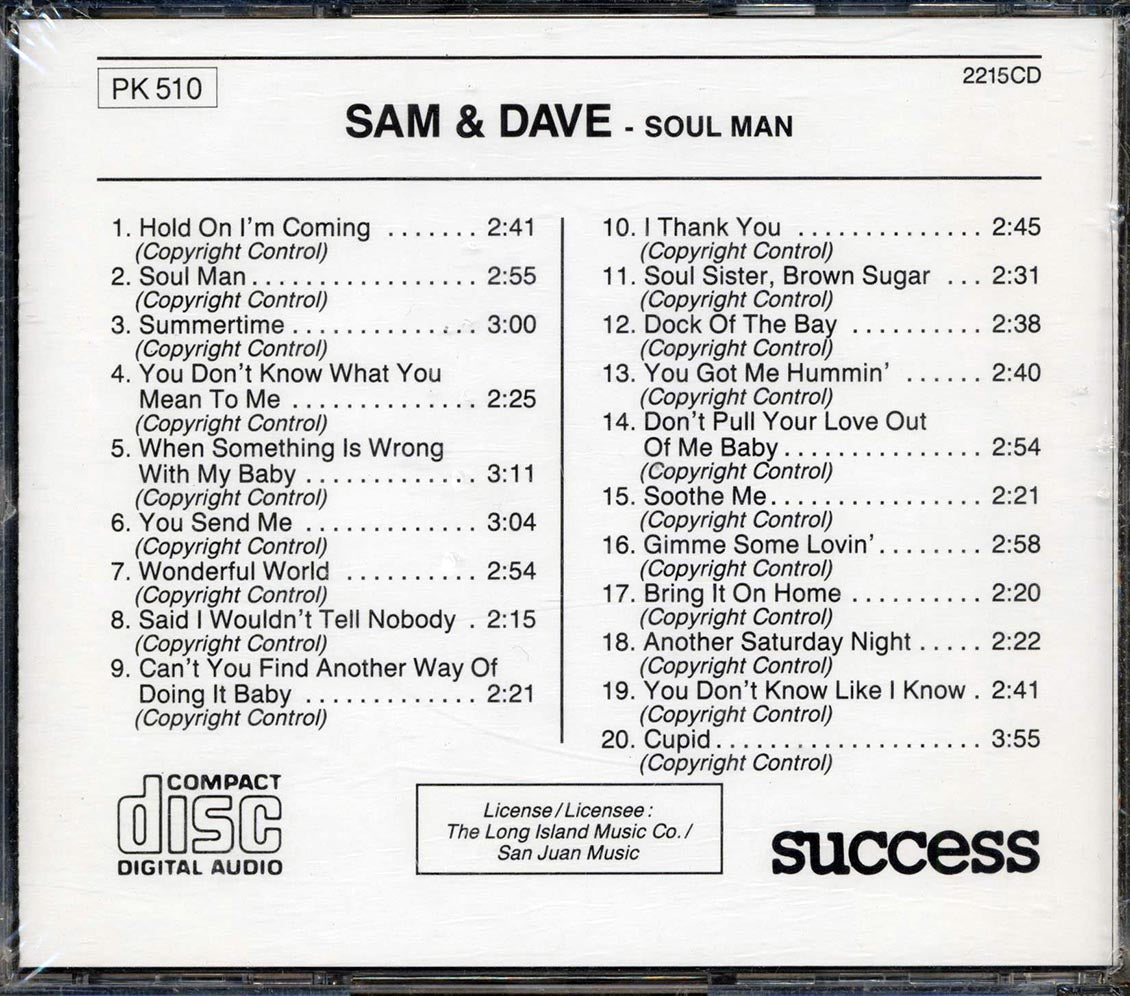 PK 510
2215CD
SAM & DAVE - SOUL MAN
1. Hold On I'm Coming ....... 2:41
(Copyright Control)
2. Soul Man................. 2:55
(Copyright Control)
3. Summertime.............. 3:00
(Copyright Control)
4. You Don't Know What You
Mean To Me .............. 2:25
(Copyright Control)
5. When Something Is Wrong
With My Baby ............. 3:11
(Copyright Control)
6. You Send Me ............. 3:04
(Copyright Control)
7. Wonderful World .......... 2:54
(Copyright Control)
8. Said I Wouldn't Tell Nobody . 2:15
(Copyright Control)
9. Can't You Find Another Way Of
Doing It Baby ............. 2:21
(Copyright Control)
10. I Thank You .............. 2:45
(Copyright Control)
11. Soul Sister, Brown Sugar ... 2:31
(Copyright Control)
12. Dock Of The Bay .......... 2:38
(Copyright Control)
13. You Got Me Hummin' ...... 2:40
(Copyright Control)
14. Don't Pull Your Love Out
Of Me Baby............... 2:54
(Copyright Control)
15. Soothe Me................ 2:21
(Copyright Control)
16. Gimme Some Lovin'........ 2:58
(Copyright Control)
17. Bring It On Home .......... 2:20
(Copyright Control)
18. Another Saturday Night ..... 2:22
(Copyright Control)
19. You Don't Know Like I Know . 2:41
(Copyright Control)
20. Cupid.................... 3:55
(Copyright Control)
COMPACT
disc
DIGITAL AUDIO
License/Licensee:
The Long Island Music Co./
San Juan Music
success